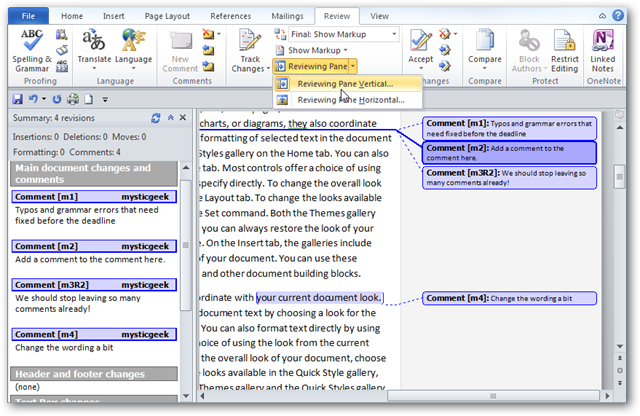 File Home Insert Page Layout References Mailings Review View
ABC Spelling & Grammar
Proofing
Translate Language
Language
New Comment
Comments
Track Changes
Final: Show Markup
Show Markup
Reviewing Pane
Reviewing Pane Vertical...
Reviewing Pane Horizontal...
Accept
Changes
Compare
Compare
Block Authors Restrict Editing
Protect
Linked Notes
OneNote
Summary: 4 revisions
Insertions: 0 Deletions: 0 Moves: 0
Formatting: 0 Comments: 4
Main document changes and
comments
Comment [m1] mysticgeek
Typos and grammar errors that need
fixed before the deadline
Comment [m2] mysticgeek
Add a comment to the comment here.
Comment [m3R2] mysticgeek
We should stop leaving so many
comments already!
Comment [m4] mysticgeek
Change the wording a bit
Header and footer changes
(none)
Text Box changes
charts, or diagrams, they also coordinate
formatting of selected text in the document
Styles gallery on the Home tab. You can also
e tab. Most controls offer a choice of using
specify directly. To change the overall look
Layout tab. To change the looks available
e Set command. Both the Themes gallery
you can always restore the look of your
e. On the Insert tab, the galleries include
of your document. You can use these
and other document building blocks.
rdinate with your current document look.
document text by choosing a look for the
You can also format text directly by using
oice of using the look from the current
the overall look of your document, choose
e looks available in the Quick Style gallery,
Themes gallery and the Quick Styles gallery
Comment [m1]: Typos and grammar errors that
need fixed before the deadline
Comment [m2]: Add a comment to the
comment here.
Comment [m3R2]: We should stop leaving so
many comments already!
Comment [m4]: Change the wording a bit